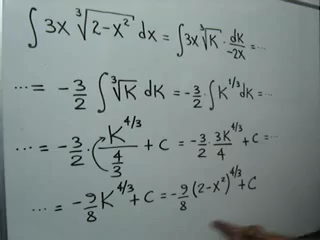 ∫ 3x ∛(2-x²) dx = ∫ 3x ∛K · dK/-2x = ...
... = -3/2 ∫ ∛K dK = -3/2 · ∫ K^(1/3) dK = ...
... = -3/2 · (K^(4/3) / (4/3) + C = -3/2 · 3K^(4/3)/4 + C = ...
... = -9/8 K^(4/3) + C = -9/8 (2-x²)^(4/3) + C